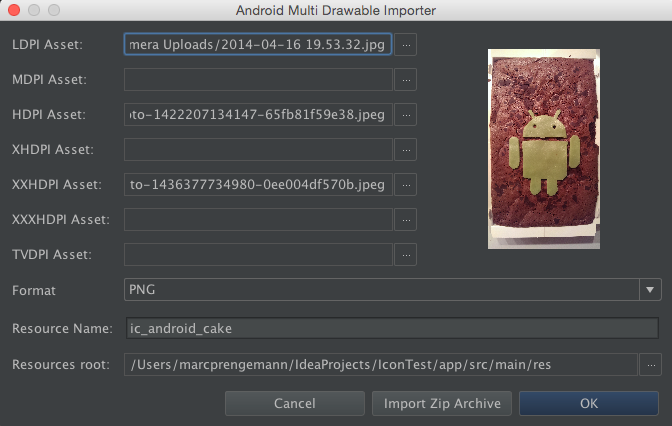 Android Multi Drawable Importer
LDPI Asset: mera Uploads/2014-04-16 19.53.32.jpg ...
MDPI Asset: ...
HDPI Asset: oto-1422207134147-65fb81f59e38.jpeg ...
XHDPI Asset: ...
XXHDPI Asset: to-1436377734980-0ee004df570b.jpeg ...
XXXHDPI Asset: ...
TVDPI Asset: ...
Format PNG
Resource Name: ic_android_cake
Resources root: /Users/marcprengemann/IdeaProjects/IconTest/app/src/main/res ...
Cancel Import Zip Archive OK